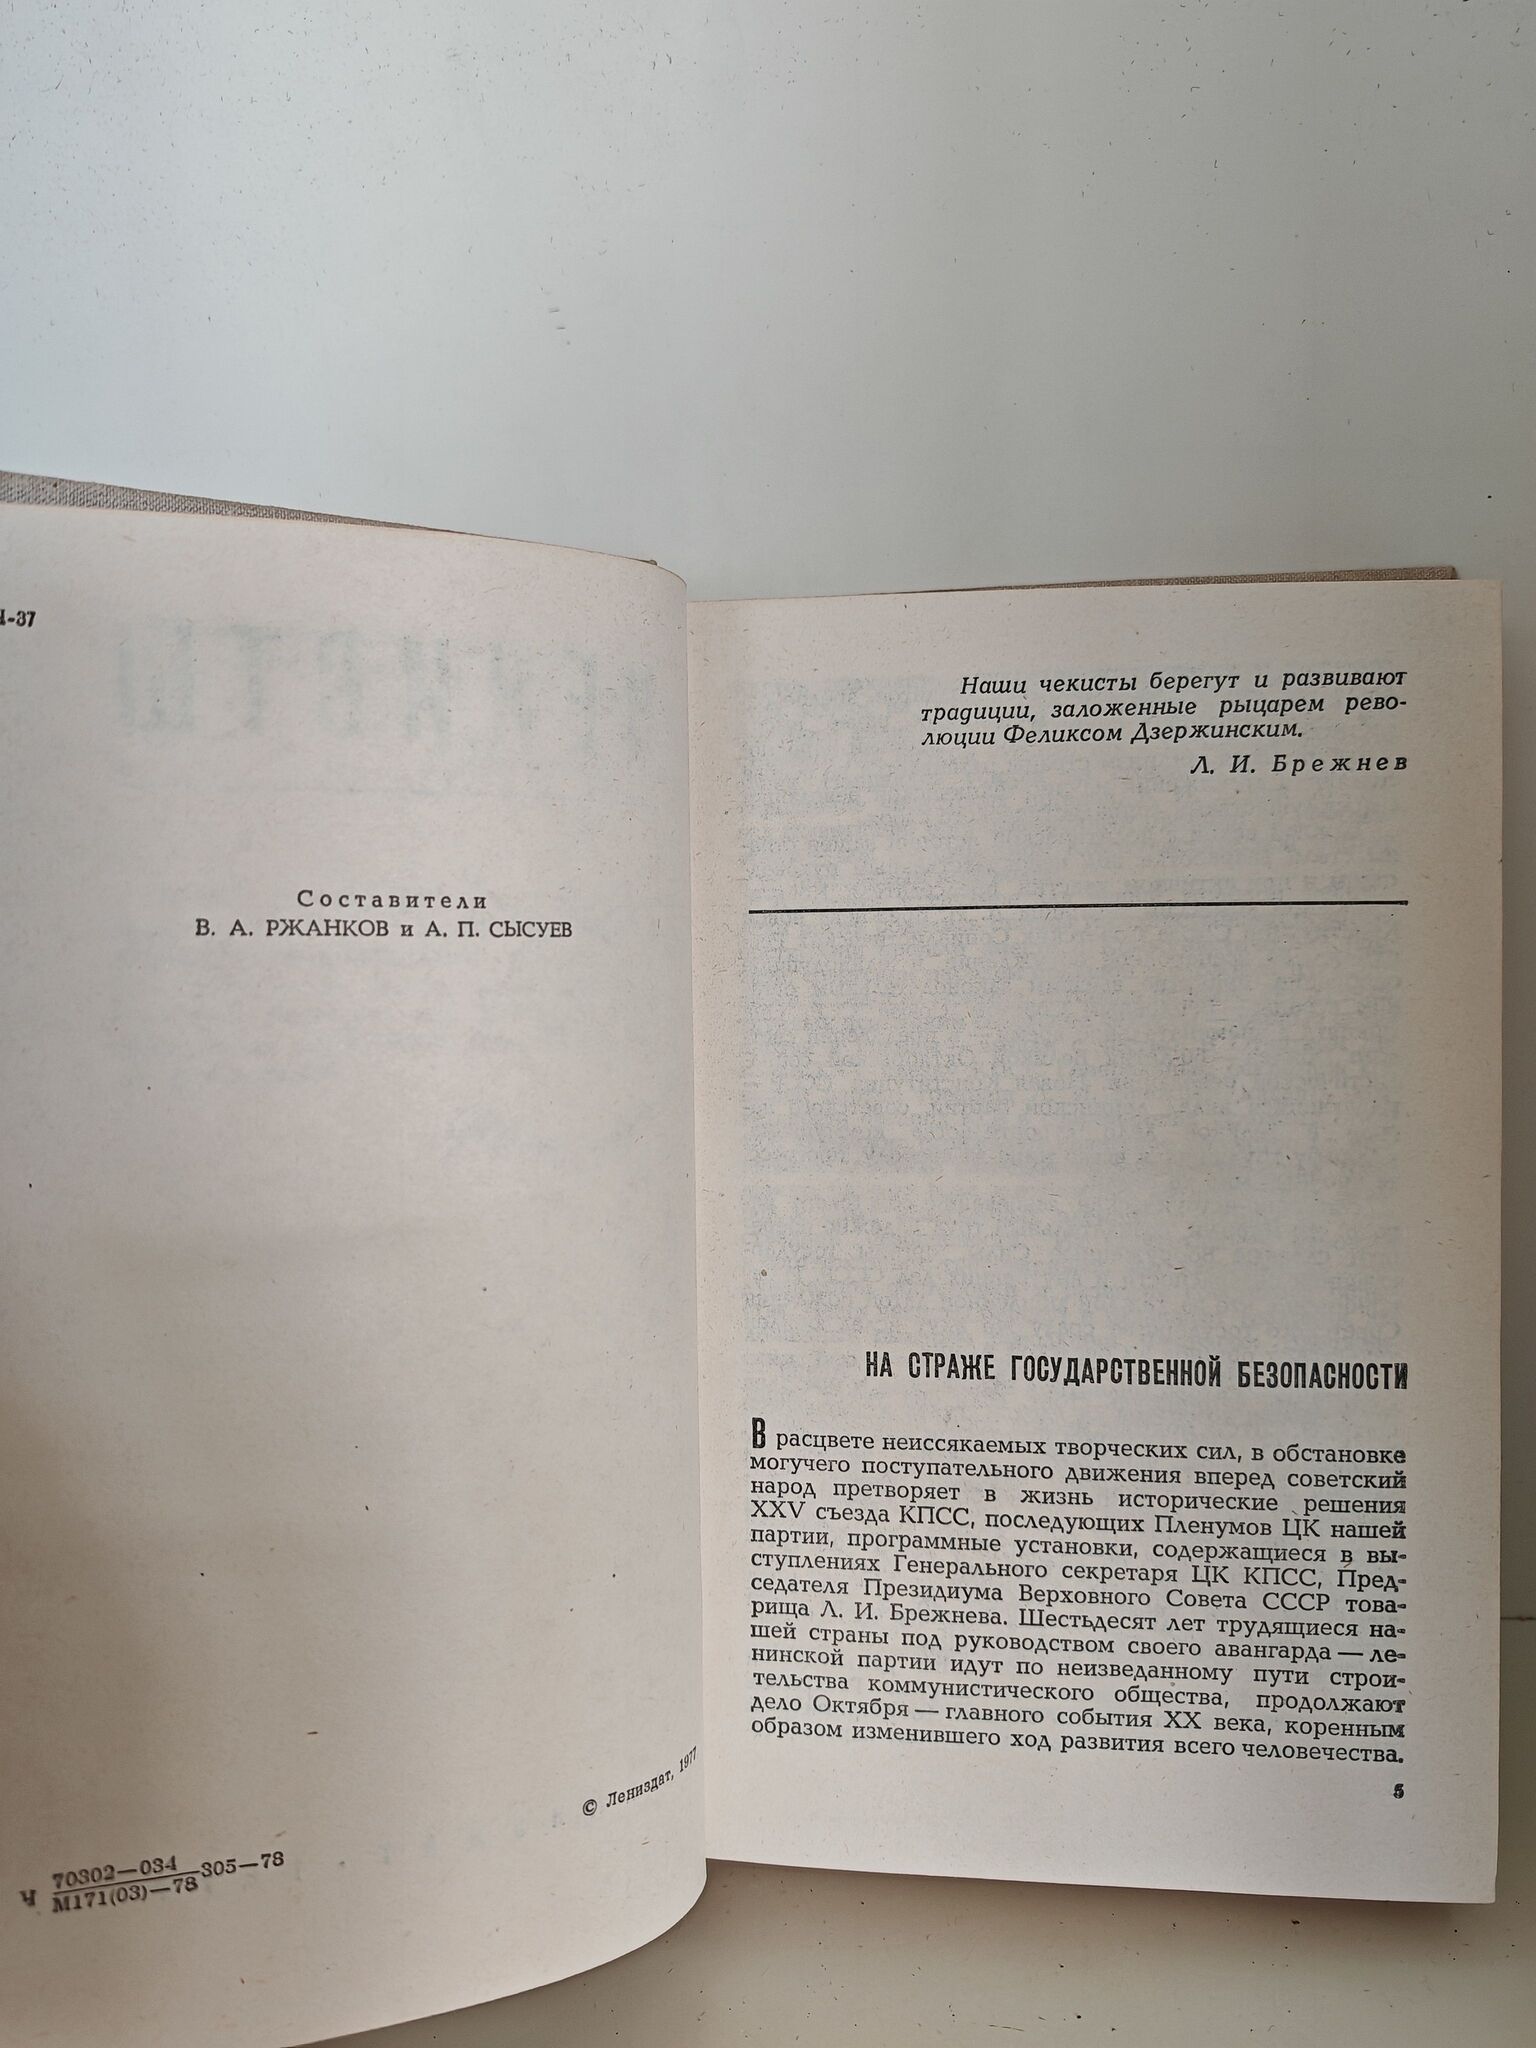 Ч-37
Составители
В. А. РЖАНКОВ и А. П. СЫСУЕВ
© Лениздат, 1977
Ч 70302—034
М171(03)—78 305—78
Наши чекисты берегут и развивают
традиции, заложенные рыцарем рево-
люции Феликсом Дзержинским.
Л. И. Брежнев
НА СТРАЖЕ ГОСУДАРСТВЕННОЙ БЕЗОПАСНОСТИ
В расцвете неиссякаемых творческих сил, в обстановке
могучего поступательного движения вперед советский
народ претворяет в жизнь исторические решения
XXV съезда КПСС, последующих Пленумов ЦК нашей
партии, программные установки, содержащиеся в вы-
ступлениях Генерального секретаря ЦК КПСС, Пред-
седателя Президиума Верховного Совета СССР това-
рища Л. И. Брежнева. Шестьдесят лет трудящиеся на-
шей страны под руководством своего авангарда — ле-
нинской партии идут по неизведанному пути строи-
тельства коммунистического общества, продолжают
дело Октября — главного события XX века, коренным
образом изменившего ход развития всего человечества.
5